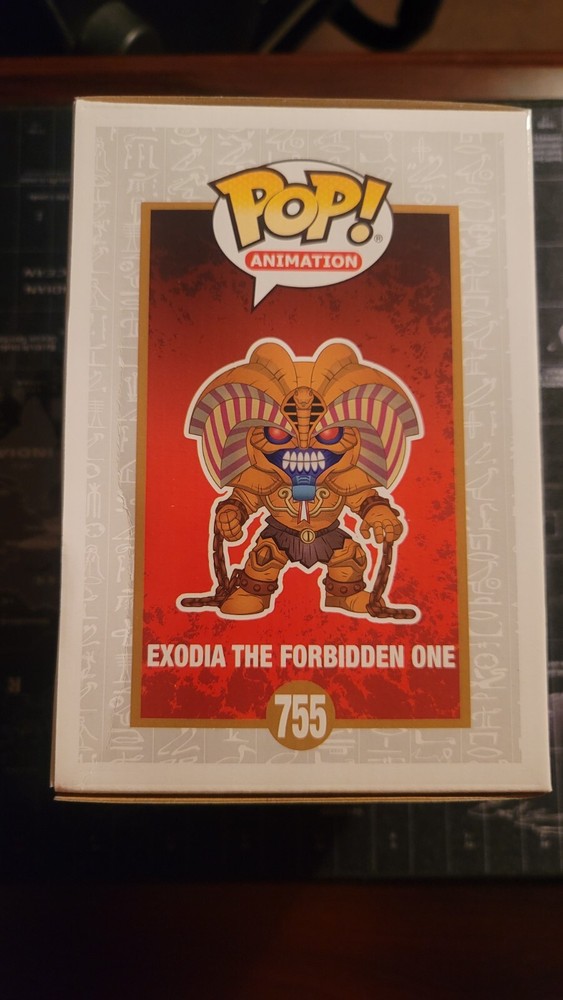 POP!®
ANIMATION
EXODIA THE FORBIDDEN ONE
755